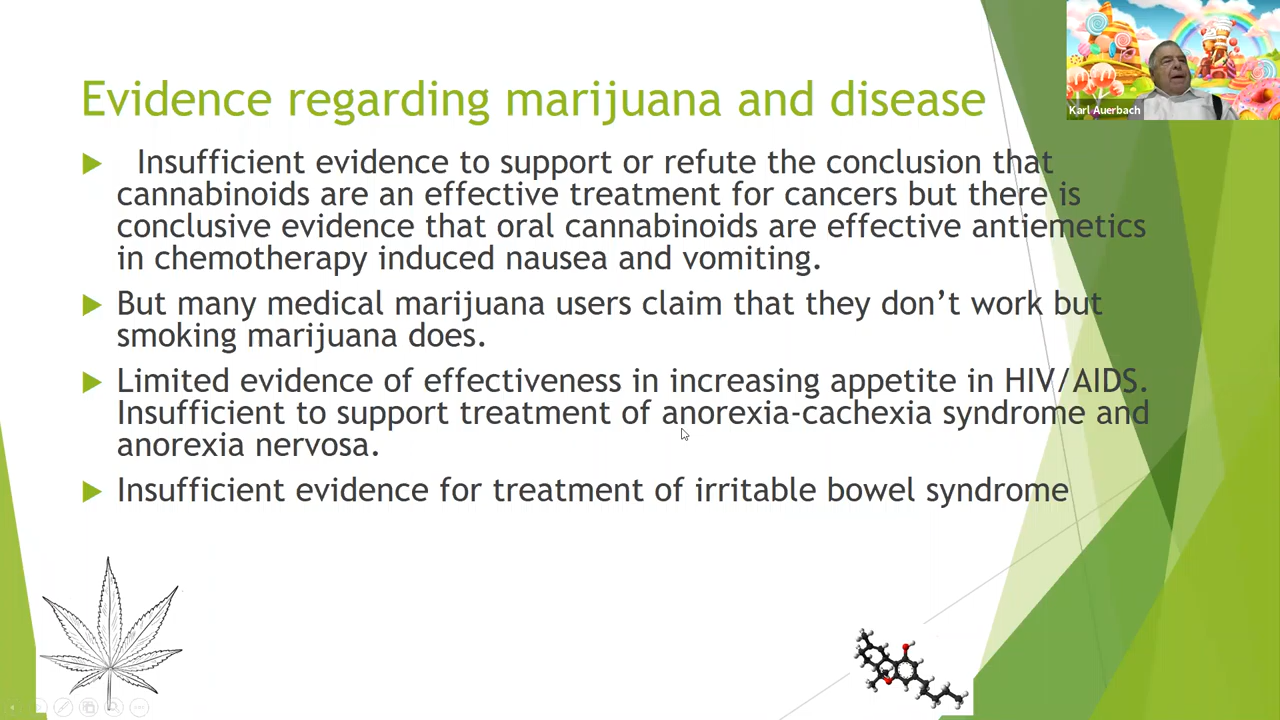 Evidence regarding marijuana and disease
Karl Auerbach
Insufficient evidence to support or refute the conclusion that
cannabinoids are an effective treatment for cancers but there is
conclusive evidence that oral cannabinoids are effective antiemetics
in chemotherapy induced nausea and vomiting.
But many medical marijuana users claim that they don’t work but
smoking marijuana does.
Limited evidence of effectiveness in increasing appetite in HIV/AIDS.
Insufficient to support treatment of anorexia-cachexia syndrome and
anorexia nervosa.
Insufficient evidence for treatment of irritable bowel syndrome